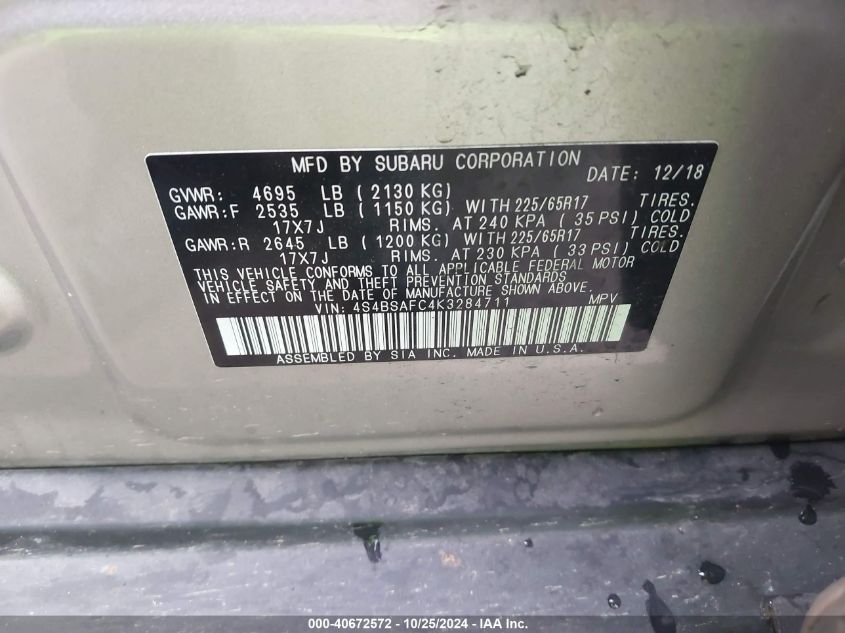 MFD BY SUBARU CORPORATION DATE: 12/18
GVWR: 4695 LB (2130 KG)
GAWR:F 2535 LB (1150 KG) WITH 225/65R17 TIRES.
17X7J RIMS. AT 240 KPA (35 PSI) COLD
GAWR:R 2645 LB (1200 KG) WITH 225/65R17 TIRES.
17X7J RIMS. AT 230 KPA (33 PSI) COLD
THIS VEHICLE CONFORMS TO ALL APPLICABLE FEDERAL MOTOR
VEHICLE SAFETY AND THEFT PREVENTION STANDARDS
IN EFFECT ON THE DATE OF MANUFACTURE SHOWN ABOVE.
VIN: 4S4BSAFC4K3284711 MPV
ASSEMBLED BY SIA INC. MADE IN U.S.A.
000-40672572 - 10/25/2024 - IAA Inc.